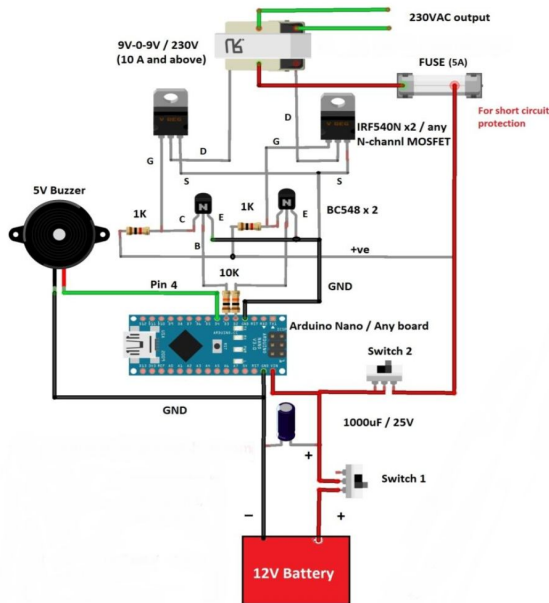 230VAC output
9V-0-9V / 230V
(10 A and above)
FUSE (5A)
For short circuit
protection
D
IRF540N x2 / any
N-channl MOSFET
G
D
G
S
S
5V Buzzer
BC548 x 2
1K
C
N
E
1K
N
E
B
+ve
10K
GND
Pin 4
Arduino Nano / Any board
Switch 2
GND
1000uF / 25V
+
Switch 1
−
+
12V Battery